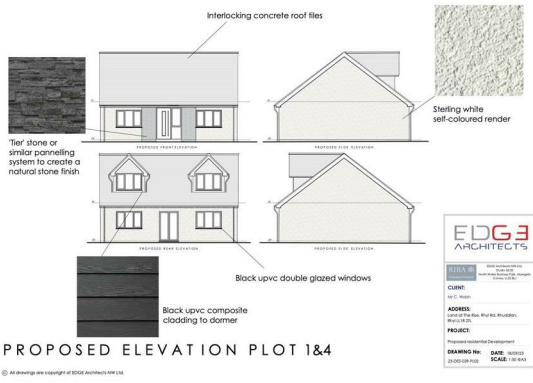 Interlocking concrete roof tiles
'Tier' stone or
similar pannelling
system to create a
natural stone finish
Sterling white
self-coloured render
PROPOSED FRONT ELEVATION
PROPOSED SIDE ELEVATION
PROPOSED REAR ELEVATION
PROPOSED SIDE ELEVATION
Black upvc double glazed windows
Black upvc composite
cladding to dormer
PROPOSED ELEVATION PLOT 1&4
© All drawings are copyright of EDGE Architects NW Ltd.
EDGE
ARCHITECTS
RIBA
CLIENT:
Mr C. Walsh
ADDRESS:
Land at The Rise, Rhyl Rd, Rhuddlan,
PROJECT:
Proposed residential Development
DRAWING No: DATE:
SCALE: 1:50 @A3